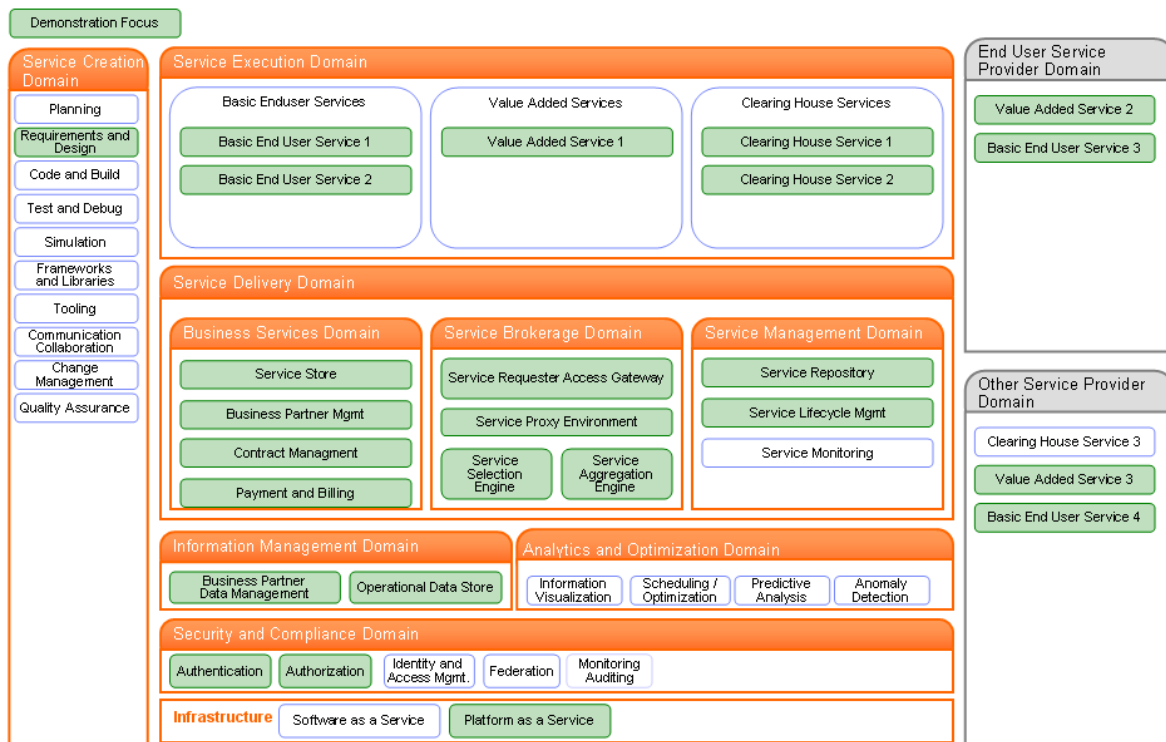 Demonstration Focus
Service Creation
Domain
Planning
Requirements and
Design
Code and Build
Test and Debug
Simulation
Frameworks
and Libraries
Tooling
Communication
Collaboration
Change
Management
Quality Assurance
Service Execution Domain
Basic Enduser Services
Basic End User Service 1
Basic End User Service 2
Value Added Services
Value Added Service 1
Clearing House Services
Clearing House Service 1
Clearing House Service 2
Service Delivery Domain
Business Services Domain
Service Store
Business Partner Mgmt
Contract Managment
Payment and Billing
Service Brokerage Domain
Service Requester Access Gateway
Service Proxy Environment
Service
Selection
Engine
Service
Aggregation
Engine
Service Management Domain
Service Repository
Service Lifecycle Mgmt
Service Monitoring
Information Management Domain
Business Partner
Data Management
Operational Data Store
Analytics and Optimization Domain
Information
Visualization
Scheduling /
Optimization
Predictive
Analysis
Anomaly
Detection
Security and Compliance Domain
Authentication
Authorization
Identity and
Access Mgmt.
Federation
Monitoring
Auditing
Infrastructure
Software as a Service
Platform as a Service
End User Service
Provider Domain
Value Added Service 2
Basic End User Service 3
Other Service Provider
Domain
Clearing House Service 3
Value Added Service 3
Basic End User Service 4